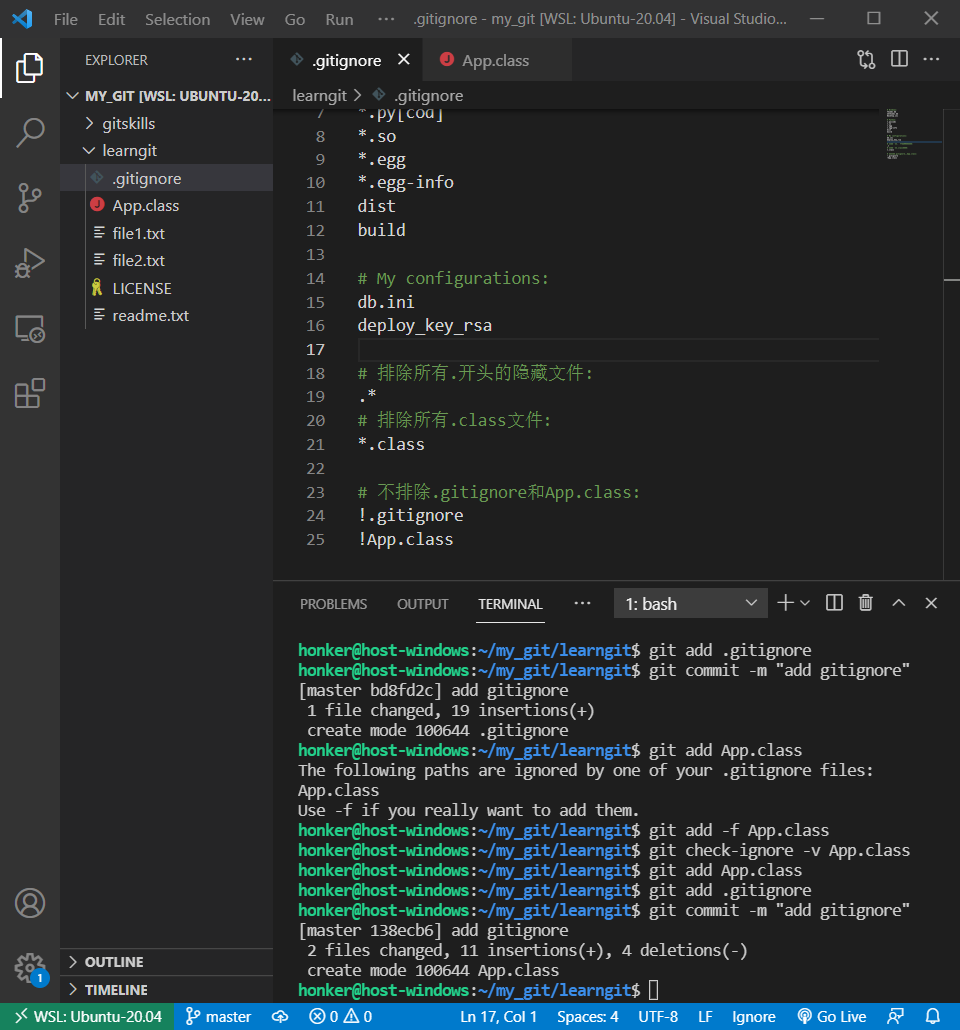 File Edit Selection View Go Run ··· .gitignore - my_git [WSL: Ubuntu-20.04] - Visual Studio...
EXPLORER ···
MY_GIT [WSL: UBUNTU-20...
gitskills
learngit
.gitignore
App.class
file1.txt
file2.txt
LICENSE
readme.txt
OUTLINE
TIMELINE
1
.gitignore
App.class
learngit > .gitignore
7 *.py[cod]
8 *.so
9 *.egg
10 *.egg-info
11 dist
12 build
13
14 # My configurations:
15 db.ini
16 deploy_key_rsa
17
18 # 排除所有.开头的隐藏文件:
19 .*
20 # 排除所有.class文件:
21 *.class
22
23 # 不排除.gitignore和App.class:
24 !.gitignore
25 !App.class
PROBLEMS OUTPUT TERMINAL ··· 1: bash
honker@host-windows:~/my_git/learngit$ git add .gitignore
honker@host-windows:~/my_git/learngit$ git commit -m "add gitignore"
[master bd8fd2c] add gitignore
1 file changed, 19 insertions(+)
create mode 100644 .gitignore
honker@host-windows:~/my_git/learngit$ git add App.class
The following paths are ignored by one of your .gitignore files:
App.class
Use -f if you really want to add them.
honker@host-windows:~/my_git/learngit$ git add -f App.class
honker@host-windows:~/my_git/learngit$ git check-ignore -v App.class
honker@host-windows:~/my_git/learngit$ git add App.class
honker@host-windows:~/my_git/learngit$ git add .gitignore
honker@host-windows:~/my_git/learngit$ git commit -m "add gitignore"
[master 138ecb6] add gitignore
2 files changed, 11 insertions(+), 4 deletions(-)
create mode 100644 App.class
honker@host-windows:~/my_git/learngit$
WSL: Ubuntu-20.04 master 0 0 Ln 17, Col 1 Spaces: 4 UTF-8 LF Ignore Go Live